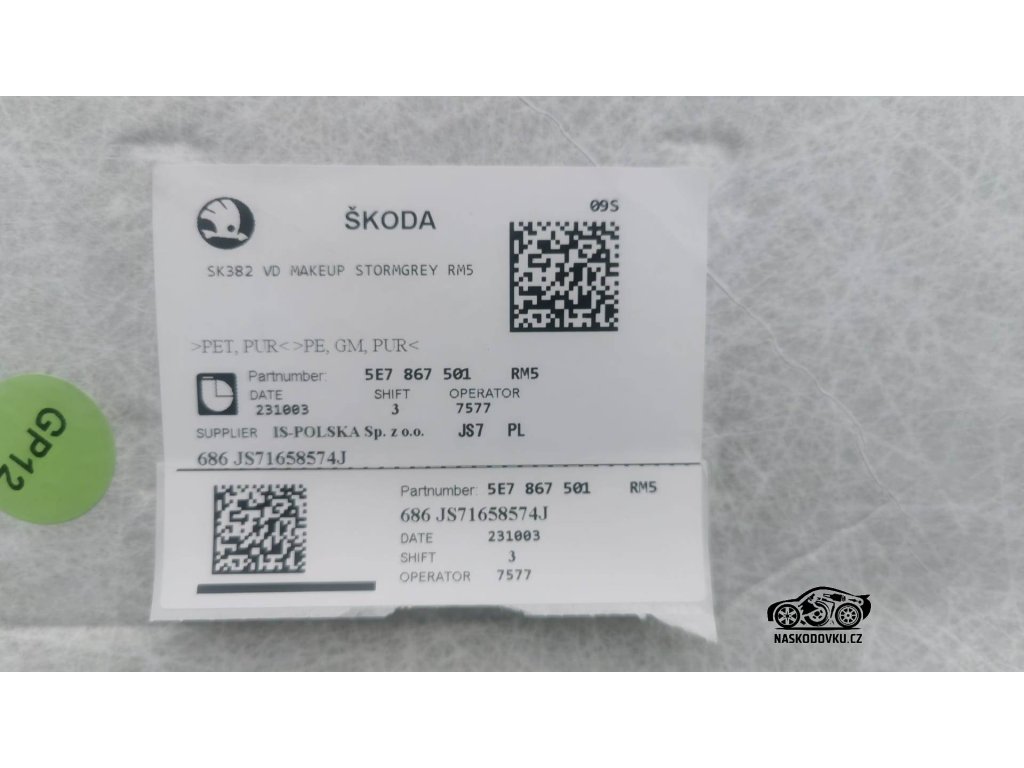 09S
ŠKODA
SK382 VD MAKEUP STORMGREY RM5
>PET, PUR< >PE, GM, PUR<
Partnumber: 5E7 867 501 RM5
DATE SHIFT OPERATOR
231003 3 7577
SUPPLIER IS-POLSKA Sp. z o.o. JS7 PL
686 JS71658574J
Partnumber: 5E7 867 501 RM5
686 JS71658574J
DATE 231003
SHIFT 3
OPERATOR 7577
GP12
NASKODOVKU.CZ